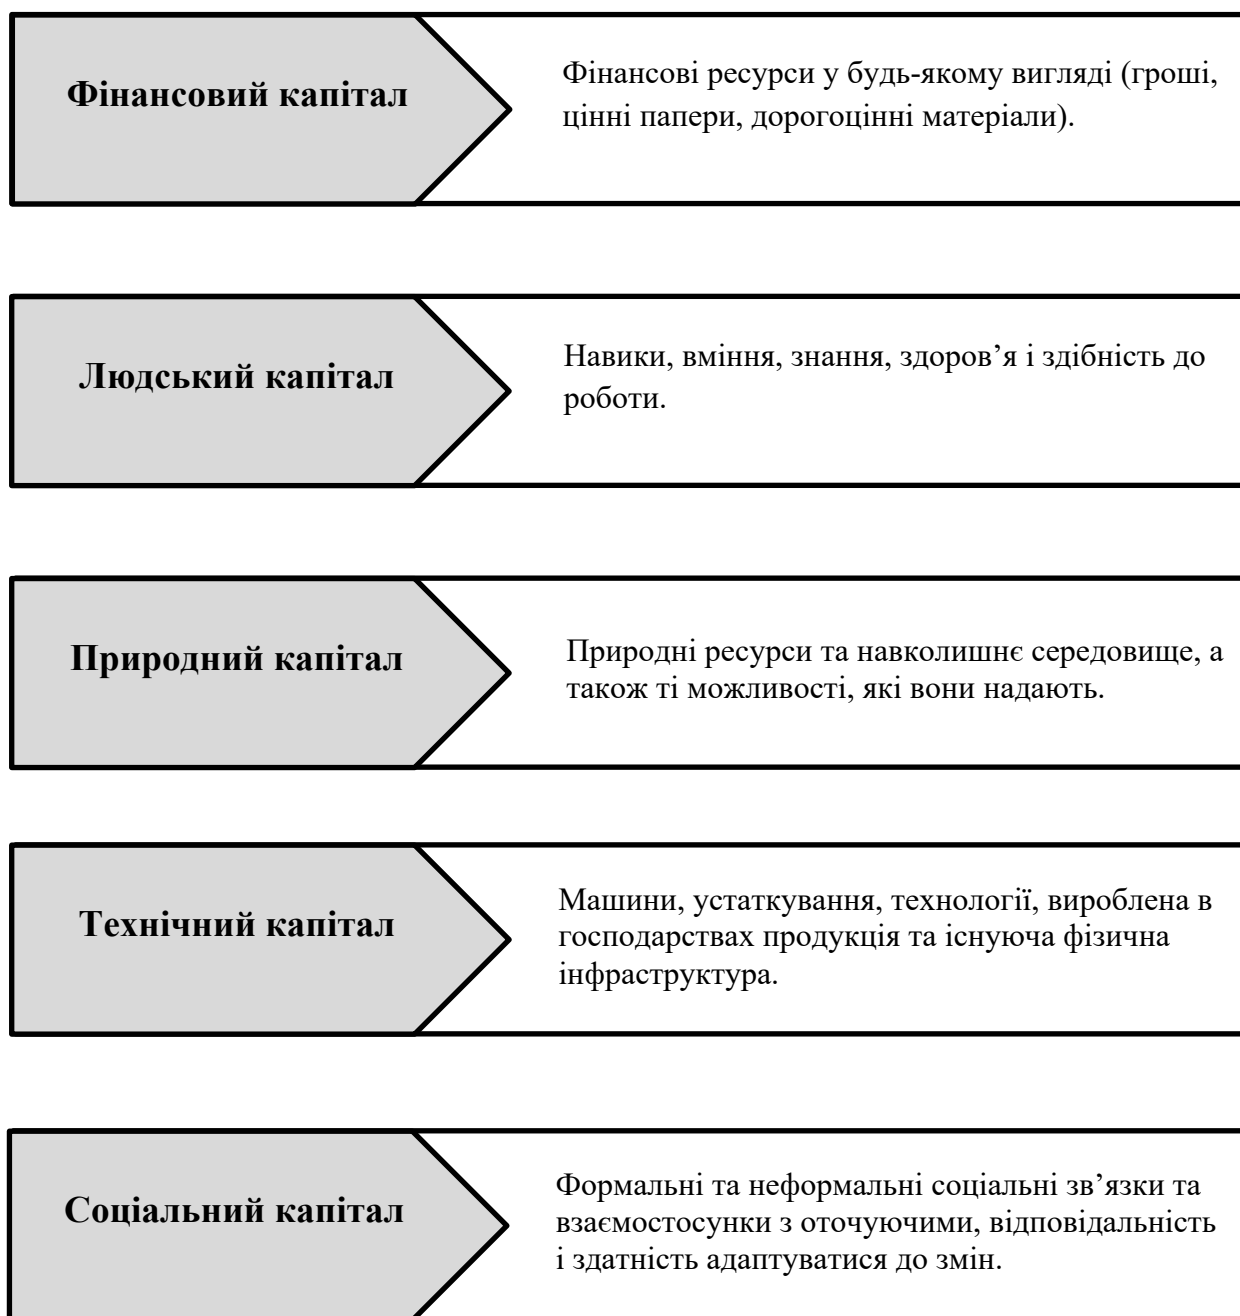 Фінансовий капітал
Фінансові ресурси у будь-якому вигляді (гроші,
цінні папери, дорогоцінні матеріали).
Людський капітал
Навики, вміння, знання, здоров’я і здібність до
роботи.
Природний капітал
Природні ресурси та навколишнє середовище, а
також ті можливості, які вони надають.
Технічний капітал
Машини, устаткування, технології, вироблена в
господарствах продукція та існуюча фізична
інфраструктура.
Соціальний капітал
Формальні та неформальні соціальні зв’язки та
взаємостосунки з оточуючими, відповідальність
і здатність адаптуватися до змін.